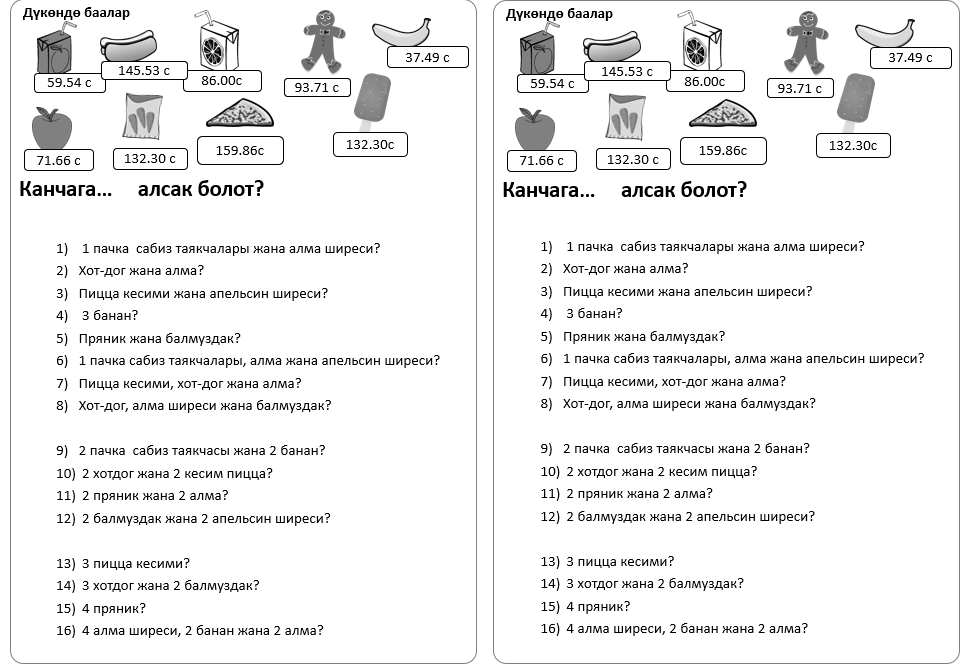 Дүкөндө баалар
59.54 с
145.53 с
86.00с
93.71 с
37.49 с
71.66 с
132.30 с
159.86с
132.30с
Канчага... алсак болот?
1) 1 пачка сабиз таякчалары жана алма ширеси?
2) Хот-дог жана алма?
3) Пицца кесими жана апельсин ширеси?
4) 3 банан?
5) Пряник жана балмуздак?
6) 1 пачка сабиз таякчалары, алма жана апельсин ширеси?
7) Пицца кесими, хот-дог жана алма?
8) Хот-дог, алма ширеси жана балмуздак?
9) 2 пачка сабиз таякчасы жана 2 банан?
10) 2 хотдог жана 2 кесим пицца?
11) 2 пряник жана 2 алма?
12) 2 балмуздак жана 2 апельсин ширеси?
13) 3 пицца кесими?
14) 3 хотдог жана 2 балмуздак?
15) 4 пряник?
16) 4 алма ширеси, 2 банан жана 2 алма?
Дүкөндө баалар
59.54 с
145.53 с
86.00с
93.71 с
37.49 с
71.66 с
132.30 с
159.86с
132.30с
Канчага... алсак болот?
1) 1 пачка сабиз таякчалары жана алма ширеси?
2) Хот-дог жана алма?
3) Пицца кесими жана апельсин ширеси?
4) 3 банан?
5) Пряник жана балмуздак?
6) 1 пачка сабиз таякчалары, алма жана апельсин ширеси?
7) Пицца кесими, хот-дог жана алма?
8) Хот-дог, алма ширеси жана балмуздак?
9) 2 пачка сабиз таякчасы жана 2 банан?
10) 2 хотдог жана 2 кесим пицца?
11) 2 пряник жана 2 алма?
12) 2 балмуздак жана 2 апельсин ширеси?
13) 3 пицца кесими?
14) 3 хотдог жана 2 балмуздак?
15) 4 пряник?
16) 4 алма ширеси, 2 банан жана 2 алма?